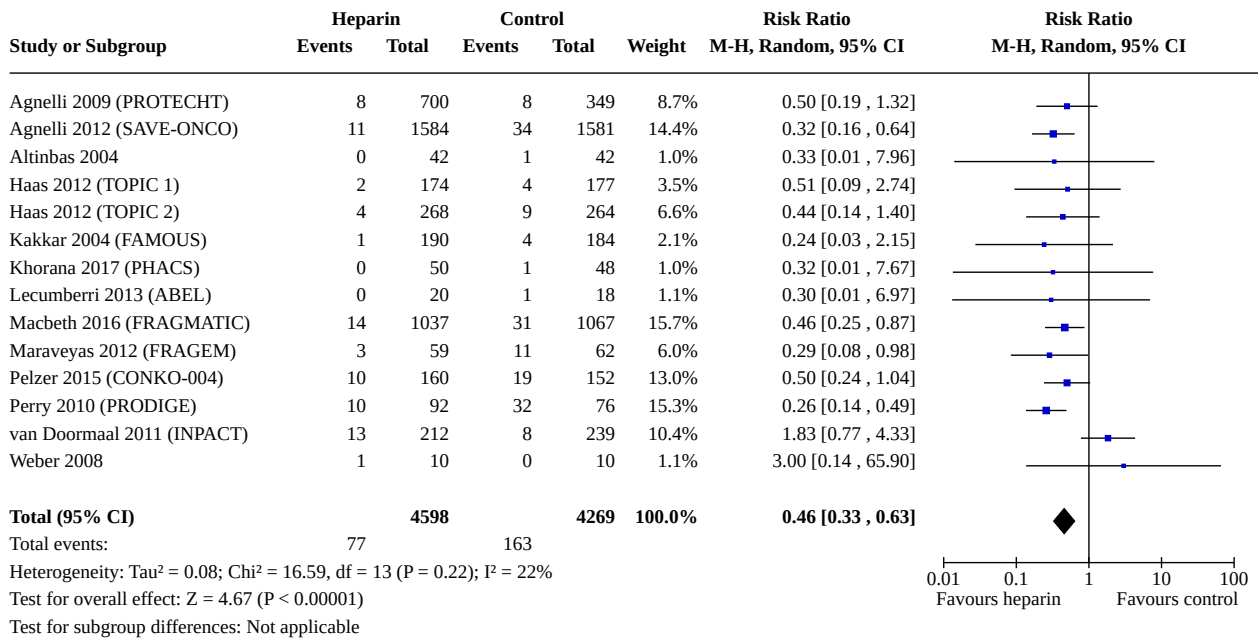 Heparin Control Risk Ratio Risk Ratio
Study or Subgroup Events Total Events Total Weight M-H, Random, 95% CI M-H, Random, 95% CI
Agnelli 2009 (PROTECHT) 8 700 8 349 8.7% 0.50 [0.19 , 1.32]
Agnelli 2012 (SAVE-ONCO) 11 1584 34 1581 14.4% 0.32 [0.16 , 0.64]
Altinbas 2004 0 42 1 42 1.0% 0.33 [0.01 , 7.96]
Haas 2012 (TOPIC 1) 2 174 4 177 3.5% 0.51 [0.09 , 2.74]
Haas 2012 (TOPIC 2) 4 268 9 264 6.6% 0.44 [0.14 , 1.40]
Kakkar 2004 (FAMOUS) 1 190 4 184 2.1% 0.24 [0.03 , 2.15]
Khorana 2017 (PHACS) 0 50 1 48 1.0% 0.32 [0.01 , 7.67]
Lecumberri 2013 (ABEL) 0 20 1 18 1.1% 0.30 [0.01 , 6.97]
Macbeth 2016 (FRAGMATIC) 14 1037 31 1067 15.7% 0.46 [0.25 , 0.87]
Maraveyas 2012 (FRAGEM) 3 59 11 62 6.0% 0.29 [0.08 , 0.98]
Pelzer 2015 (CONKO-004) 10 160 19 152 13.0% 0.50 [0.24 , 1.04]
Perry 2010 (PRODIGE) 10 92 32 76 15.3% 0.26 [0.14 , 0.49]
van Doormaal 2011 (INPACT) 13 212 8 239 10.4% 1.83 [0.77 , 4.33]
Weber 2008 1 10 0 10 1.1% 3.00 [0.14 , 65.90]
Total (95% CI) 4598 4269 100.0% 0.46 [0.33 , 0.63]
Total events: 77 163
Heterogeneity: Tau² = 0.08; Chi² = 16.59, df = 13 (P = 0.22); I² = 22%
0.01 0.1 1 10 100
Test for overall effect: Z = 4.67 (P < 0.00001)
Favours heparin Favours control
Test for subgroup differences: Not applicable